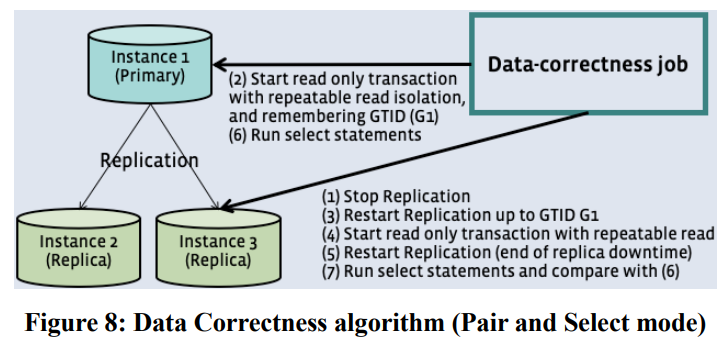 Instance 1
(Primary)
Data-correctness job
(2) Start read only transaction
with repeatable read isolation,
and remembering GTID (G1)
(6) Run select statements
Replication
(1) Stop Replication
(3) Restart Replication up to GTID G1
(4) Start read only transaction with repeatable read
(5) Restart Replication (end of replica downtime)
(7) Run select statements and compare with (6)
Instance 2
(Replica)
Instance 3
(Replica)
Figure 8: Data Correctness algorithm (Pair and Select mode)